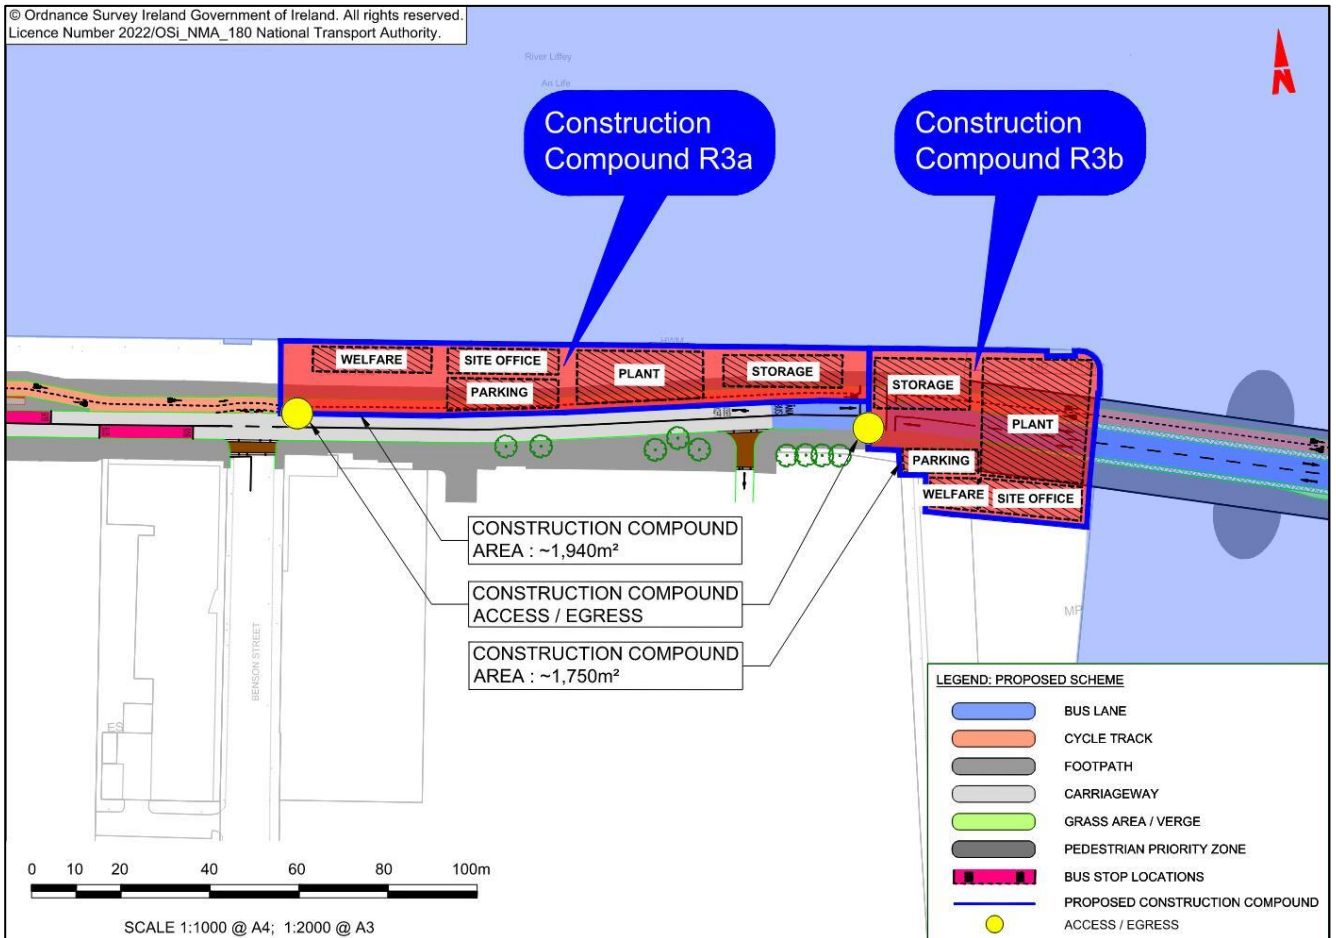 © Ordnance Survey Ireland Government of Ireland. All rights reserved.
Licence Number 2022/OSi_NMA_180 National Transport Authority.
River Liffey
An Life
N
Construction
Compound R3a
Construction
Compound R3b
HWM
WELFARE
SITE OFFICE
PARKING
PLANT
STORAGE
STORAGE
PLANT
PARKING
WELFARE
SITE OFFICE
CONSTRUCTION COMPOUND
AREA : ~1,940m²
CONSTRUCTION COMPOUND
ACCESS / EGRESS
CONSTRUCTION COMPOUND
AREA : ~1,750m²
BENSON STREET
ES
MP
LEGEND: PROPOSED SCHEME
BUS LANE
CYCLE TRACK
FOOTPATH
CARRIAGEWAY
GRASS AREA / VERGE
PEDESTRIAN PRIORITY ZONE
BUS STOP LOCATIONS
PROPOSED CONSTRUCTION COMPOUND
ACCESS / EGRESS
0 10 20 40 60 80 100m
SCALE 1:1000 @ A4; 1:2000 @ A3